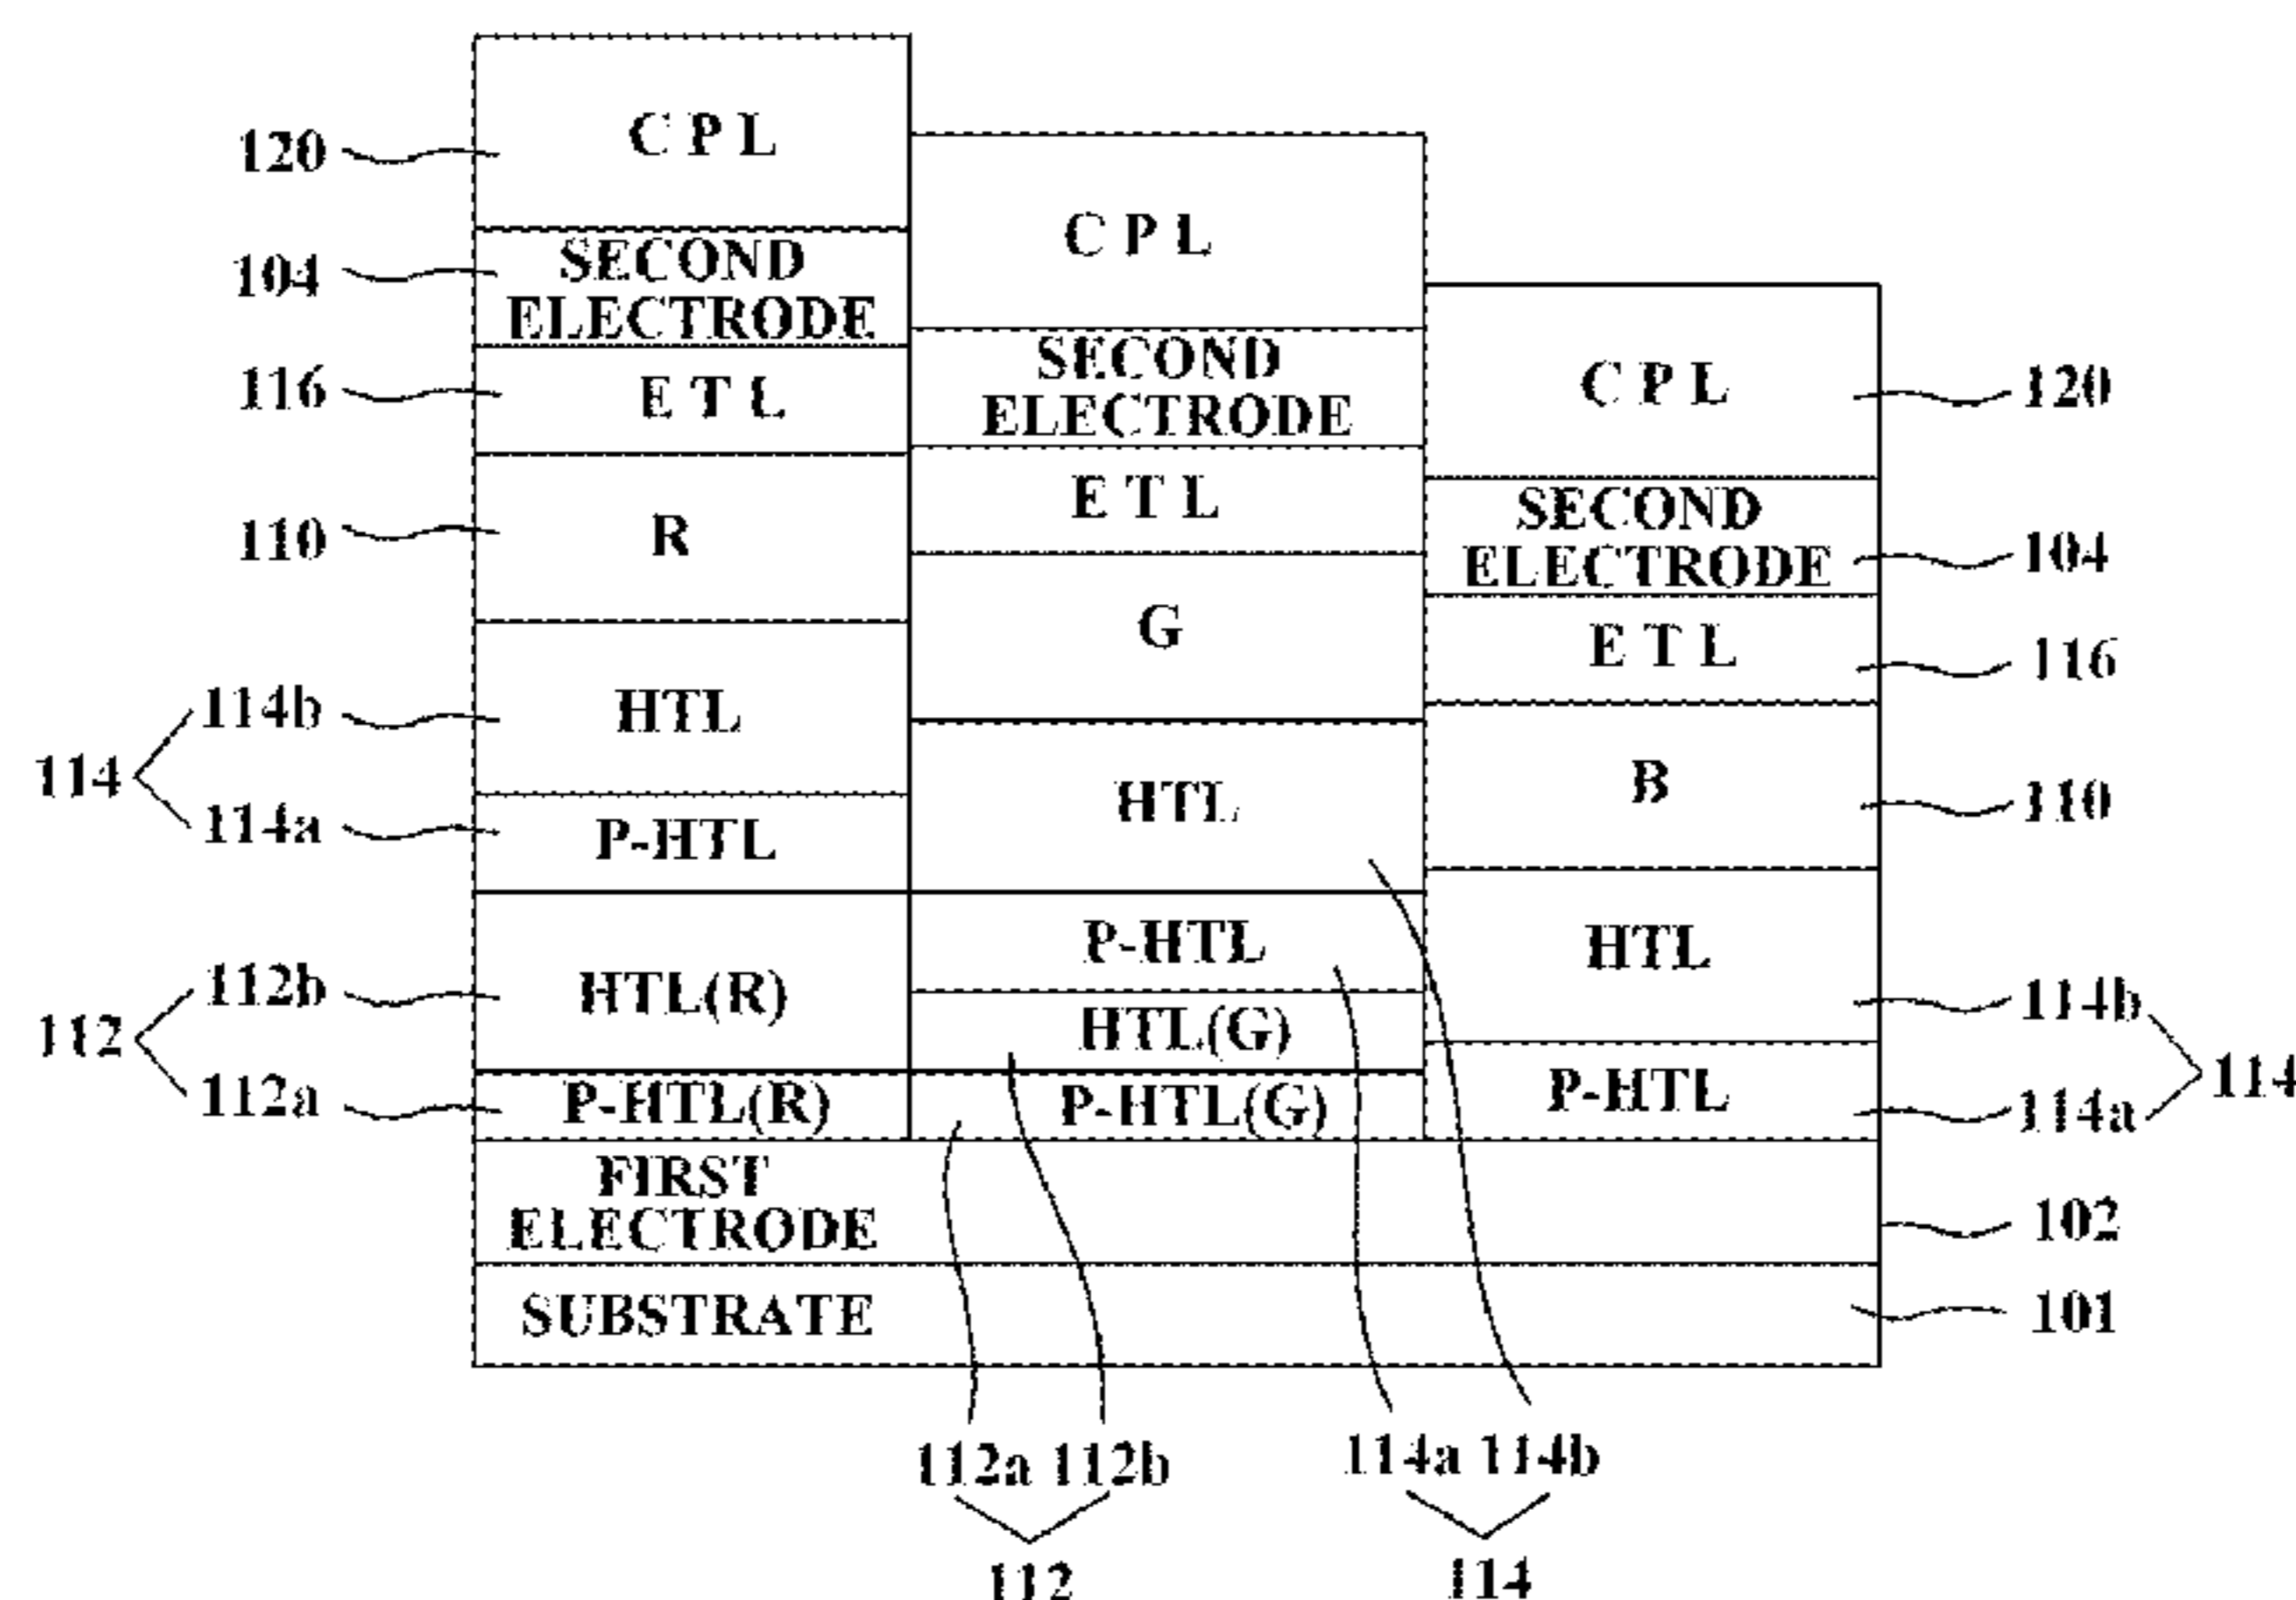 C P L
120
C P L
SECOND
ELECTRODE
104
SECOND
ELECTRODE
C P L
120
E T L
116
E T L
SECOND
ELECTRODE
104
R
110
G
E T L
116
HTL
114b
114
114a
P-HTL
HTL
B
110
HTL(R)
112b
112
112a
P-HTL(R)
P-HTL
HTL(G)
P-HTL(G)
HTL
114b
114
114a
P-HTL
FIRST
ELECTRODE
102
SUBSTRATE
101
112a 112b
112
114a 114b
114